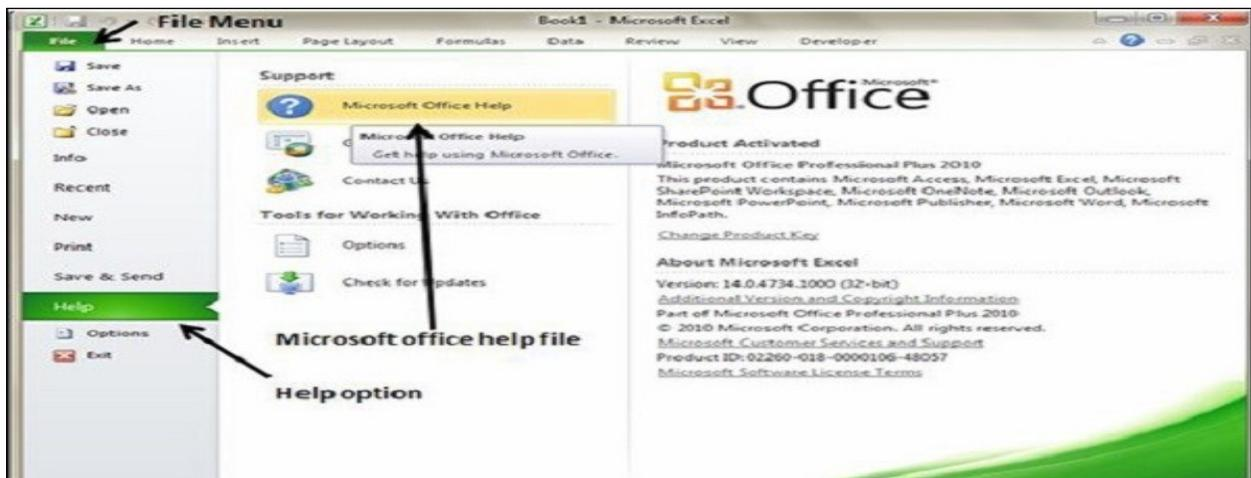 File Menu
Book1 - Microsoft Excel
File Home Insert Page Layout Formulas Data Review View Developer
Save
Save As
Open
Close
Info
Recent
New
Print
Save & Send
Help
Options
Exit
Support
Microsoft Office Help
Microsoft Office Help
Get help using Microsoft Office.
Contact Us
Tools for Working With Office
Options
Check for Updates
Microsoft office help file
Help option
Microsoft®
Office
Product Activated
Microsoft Office Professional Plus 2010
This product contains Microsoft Access, Microsoft Excel, Microsoft
SharePoint Workspace, Microsoft OneNote, Microsoft Outlook,
Microsoft PowerPoint, Microsoft Publisher, Microsoft Word, Microsoft
InfoPath.
Change Product Key
About Microsoft Excel
Version: 14.0.4734.1000 (32-bit)
Additional Version and Copyright Information
Part of Microsoft Office Professional Plus 2010
© 2010 Microsoft Corporation. All rights reserved.
Microsoft Customer Services and Support
Product ID: 02260-018-0000106-48057
Microsoft Software License Terms